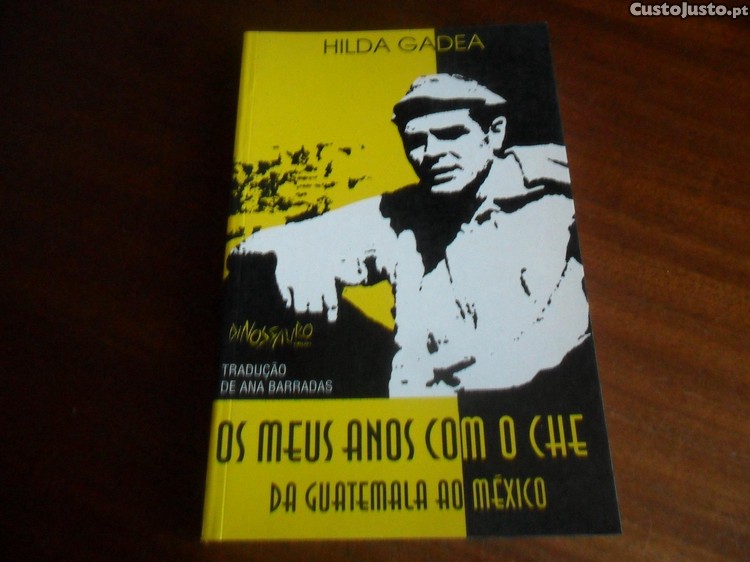 CustoJusto.pt
HILDA GADEA
DINOSSAURO
TRADUÇÃO
DE ANA BARRADAS
OS MEUS ANOS COM O CHE
DA GUATEMALA AO MÉXICO